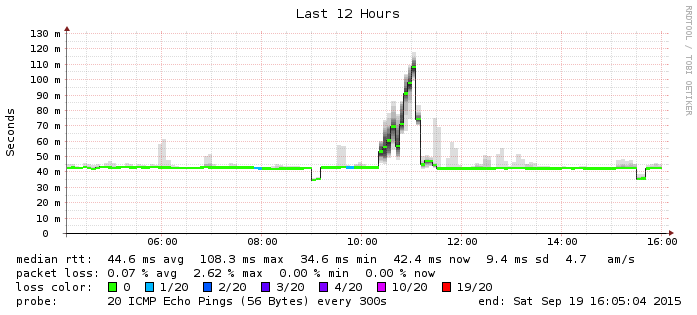 Last 12 Hours
RRDTOOL / TOBI OETIKER
Seconds
130 m
120 m
110 m
100 m
90 m
80 m
70 m
60 m
50 m
40 m
30 m
20 m
10 m
0
06:00 08:00 10:00 12:00 14:00 16:00
median rtt: 44.6 ms avg 108.3 ms max 34.6 ms min 42.4 ms now 9.4 ms sd 4.7 am/s
packet loss: 0.07 % avg 2.62 % max 0.00 % min 0.00 % now
loss color: 0 1/20 2/20 3/20 4/20 10/20 19/20
probe: 20 ICMP Echo Pings (56 Bytes) every 300s end: Sat Sep 19 16:05:04 2015